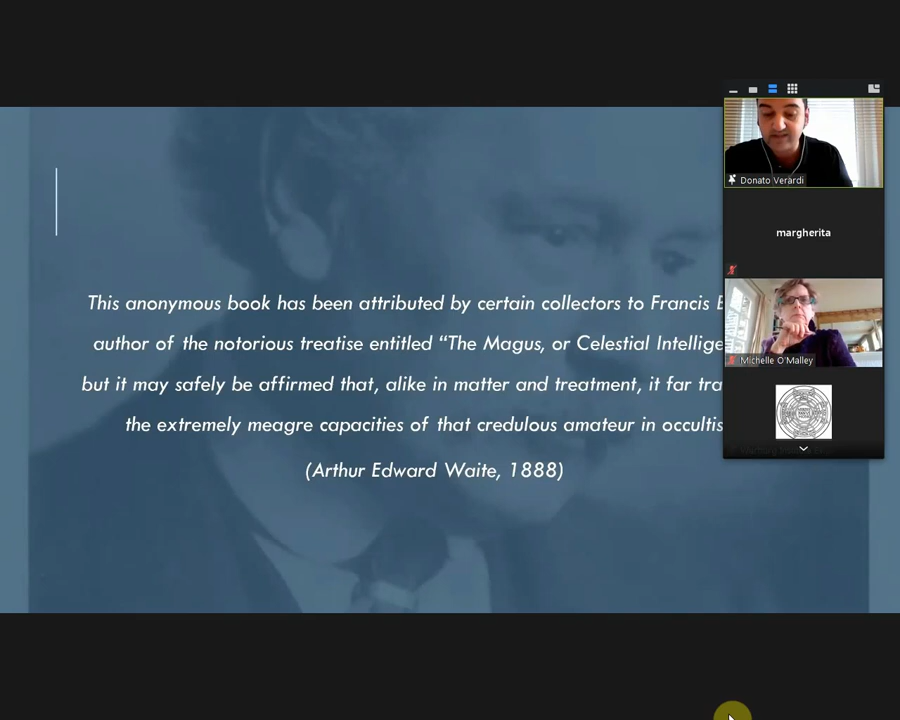 This anonymous book has been attributed by certain collectors to Francis
author of the notorious treatise entitled “The Magus, or Celestial
but it may safely be affirmed that, alike in matter and treatment, it far
the extremely meagre capacities of that credulous amateur in
(Arthur Edward Waite, 1888)
Donato Verardi
margherita
Michelle O'Malley